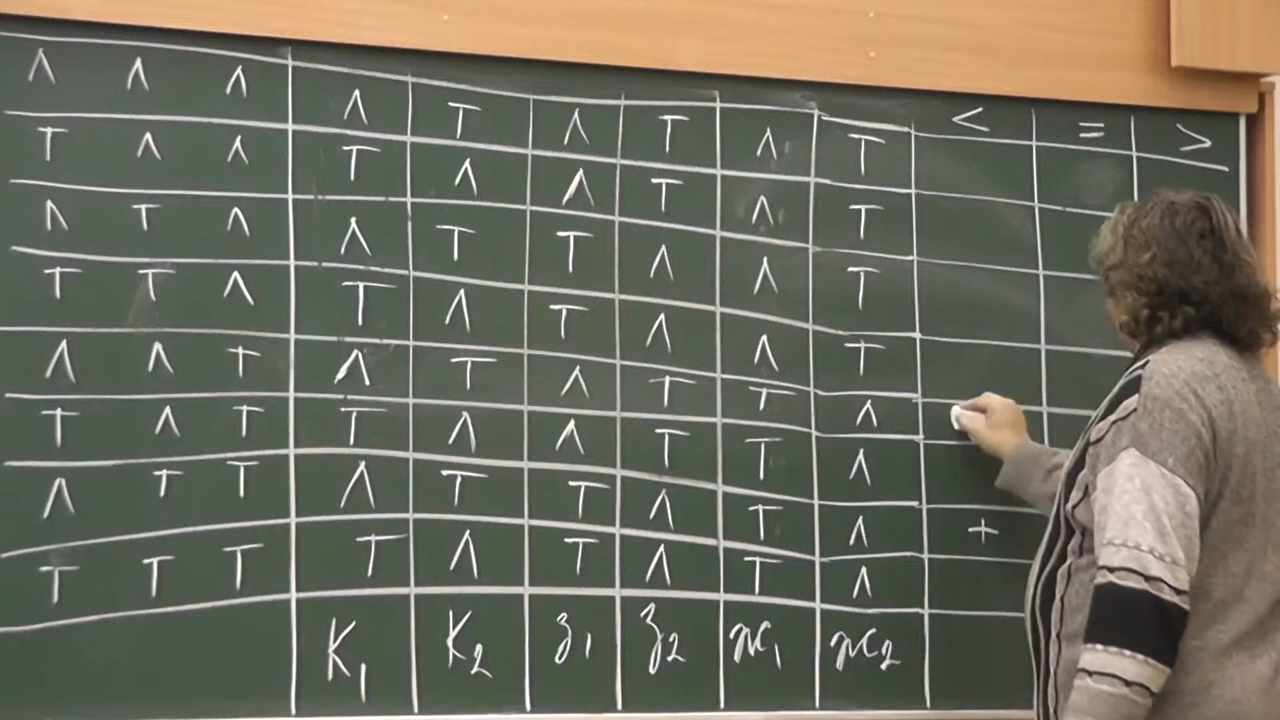 Л Л Л Л Т Л Т Л Т < = >
Т Л Л Т Л Л Т Л Т
Л Т Л Л Т Т Л Л Т
Т Т Л Т Л Т Л Л Т
Л Л Т Л Т Л Т Т Л
Т Л Т Т Л Л Т Т Л
Л Т Т Л Т Т Л Т Л +
Т Т Т Т Л Т Л Т Л
К₁ К₂ з₁ з₂ ж₁ ж₂